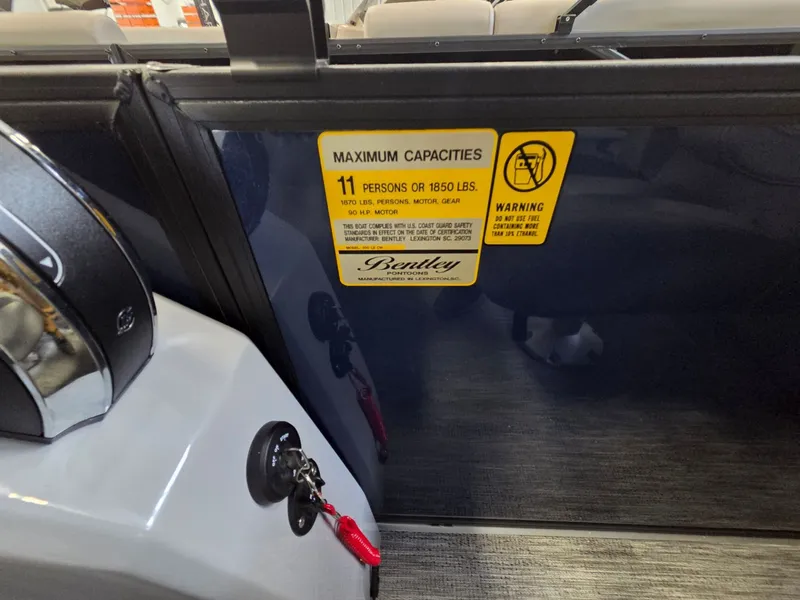 MAXIMUM CAPACITIES
11 PERSONS OR 1850 LBS.
1870 LBS, PERSONS, MOTOR, GEAR
90 H.P. MOTOR
THIS BOAT COMPLIES WITH U.S. COAST GUARD SAFETY
STANDARDS IN EFFECT ON THE DATE OF CERTIFICATION
MANUFACTURER: BENTLEY LEXINGTON SC, 29073
Bentley
PONTOONS
MANUFACTURED IN LEXINGTON, SC.
WARNING
DO NOT USE FUEL
CONTAINING MORE
THAN 10% ETHANOL.